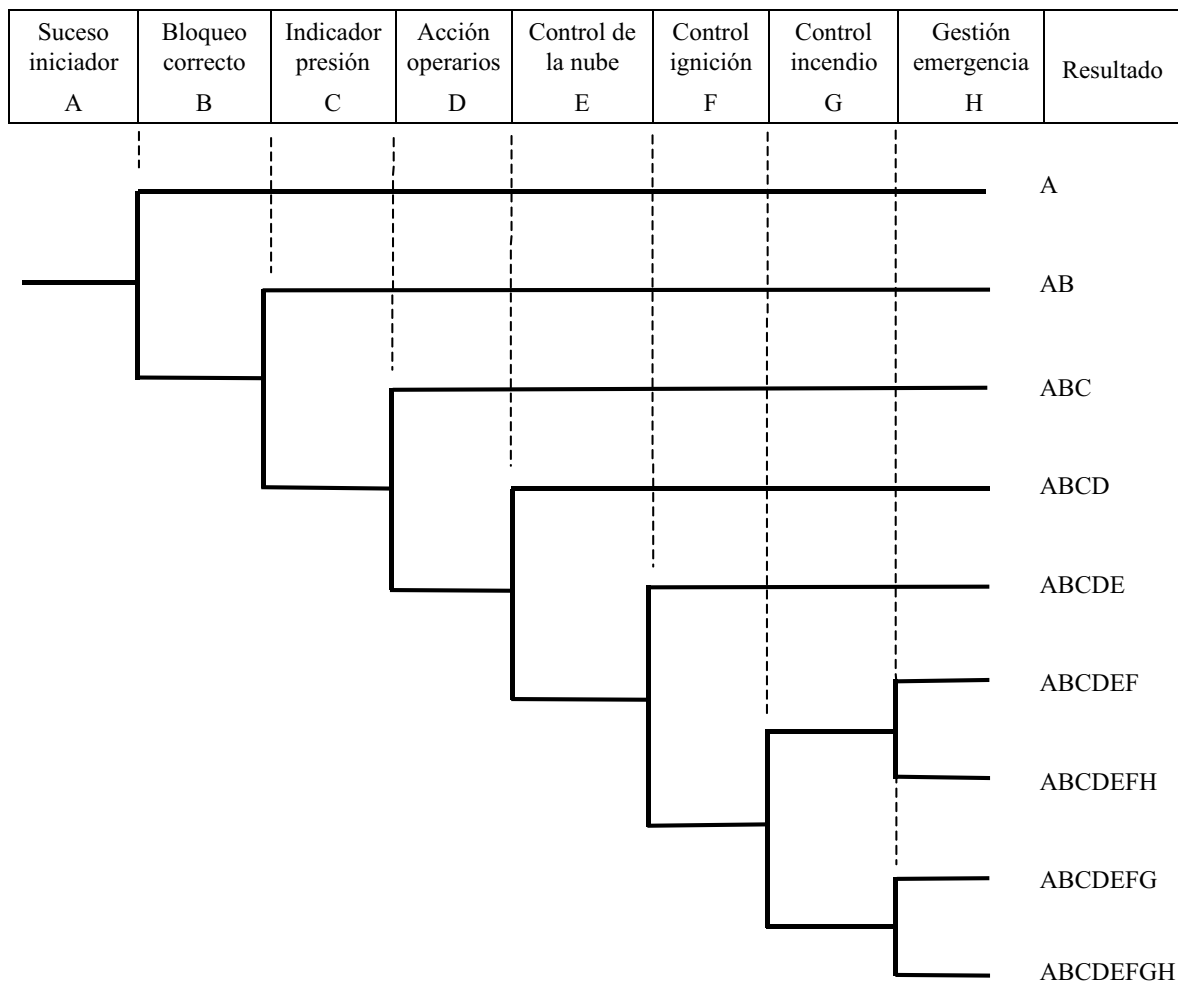 Suceso
iniciador
A
Bloqueo
correcto
B
Indicador
presión
C
Acción
operarios
D
Control de
la nube
E
Control
ignición
F
Control
incendio
G
Gestión
emergencia
H
Resultado
A
AB
ABC
ABCD
ABCDE
ABCDEF
ABCDEFH
ABCDEFG
ABCDEFGH